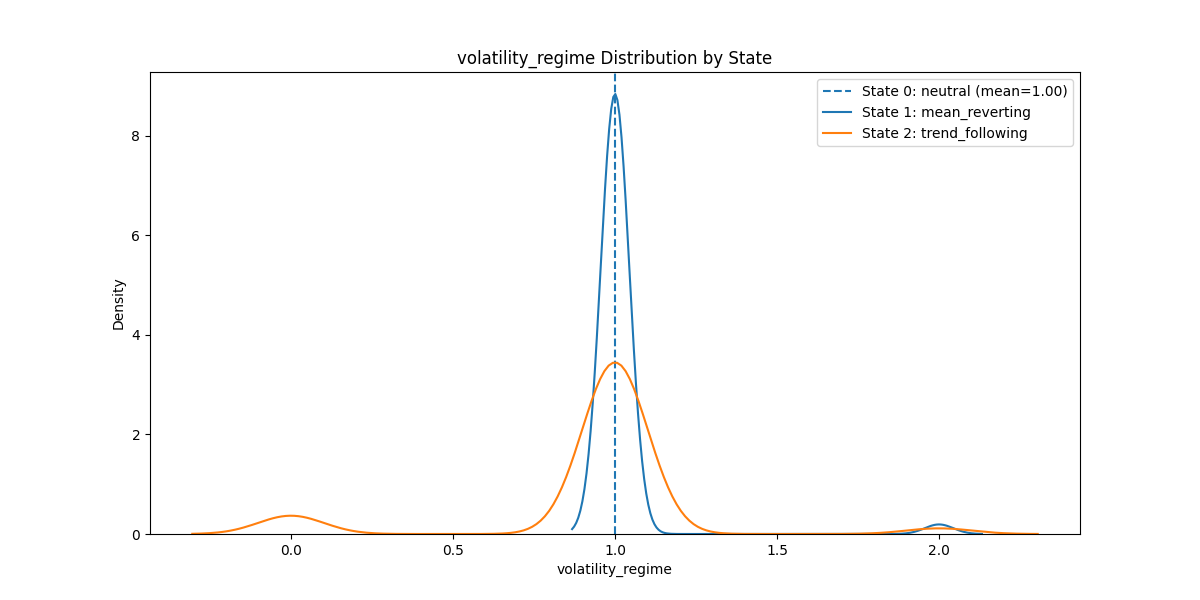 volatility_regime Distribution by State
State 0: neutral (mean=1.00)
State 1: mean_reverting
State 2: trend_following
Density
8
6
4
2
0
0.0 0.5 1.0 1.5 2.0
volatility_regime